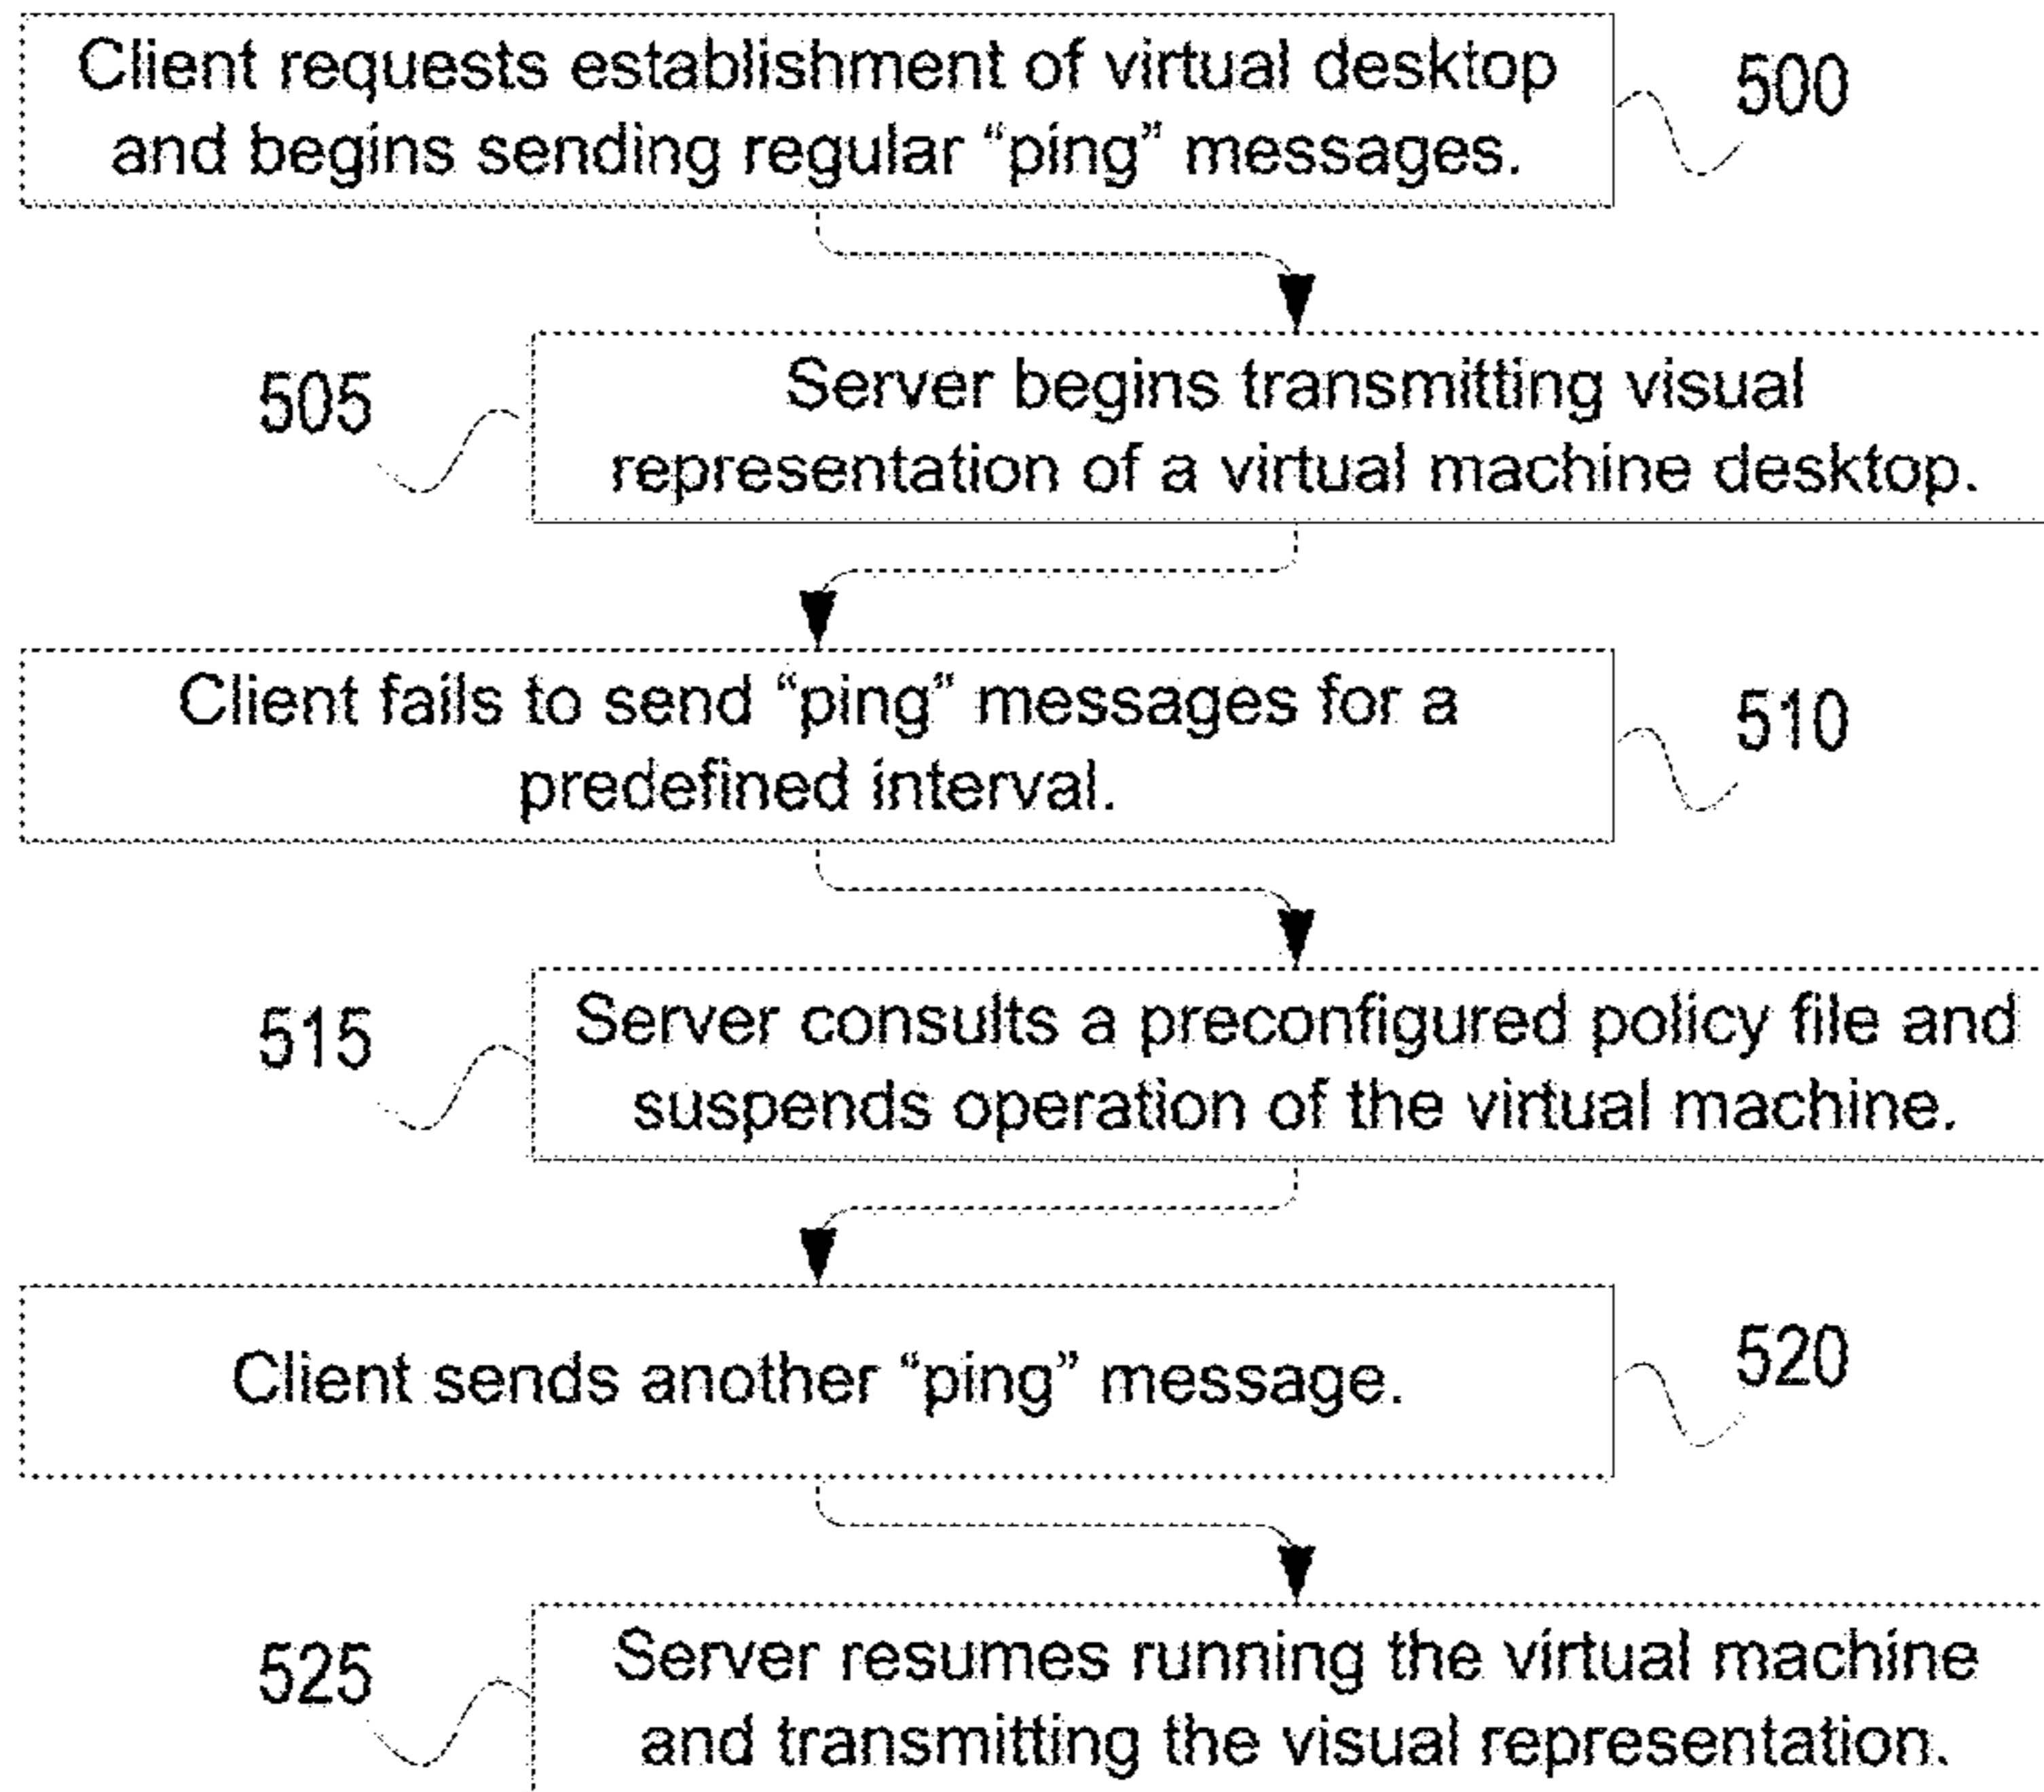 Client requests establishment of virtual desktop
and begins sending regular “ping” messages.
500
505
Server begins transmitting visual
representation of a virtual machine desktop.
Client fails to send “ping” messages for a
predefined interval.
510
515
Server consults a preconfigured policy file and
suspends operation of the virtual machine.
Client sends another “ping” message.
520
525
Server resumes running the virtual machine
and transmitting the visual representation.